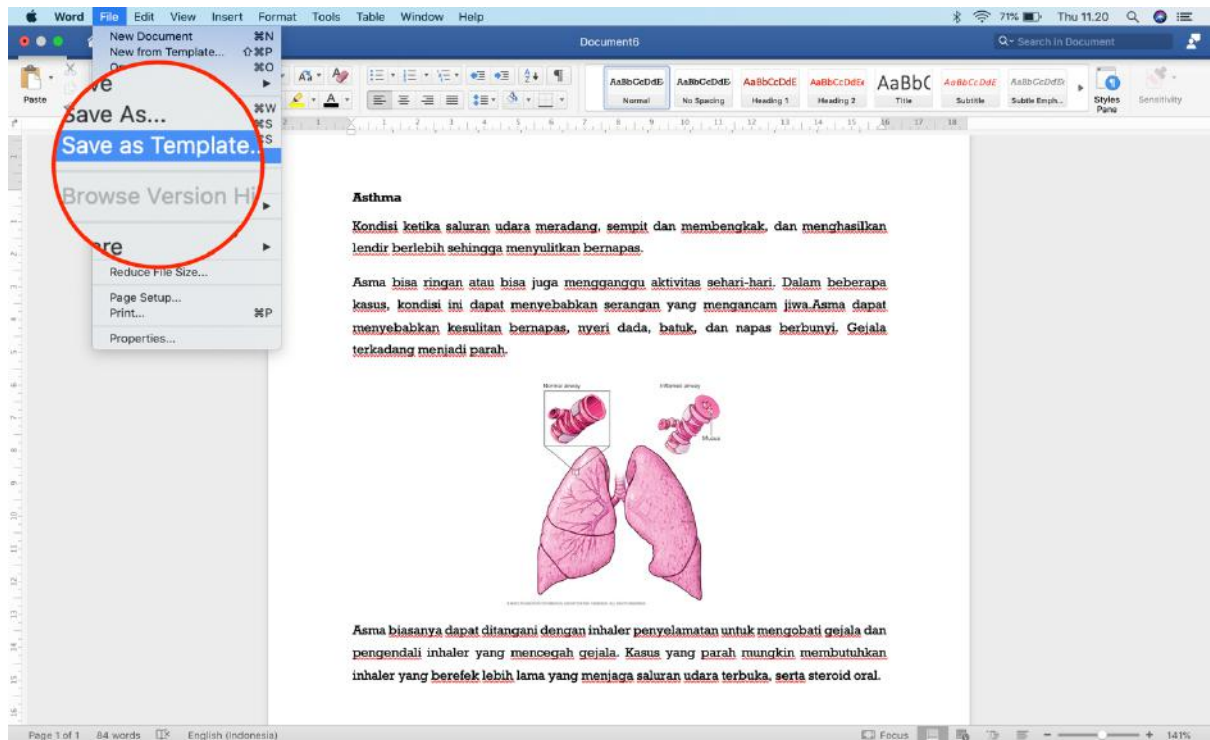 Word File Edit View Insert Format Tools Table Window Help
71% Thu 11.20
New Document ⌘N
New from Template... ⇧⌘P
⌘O
Save As...
⌘W
Save as Template..
Browse Version Hi
Reduce File Size...
Page Setup...
Print... ⌘P
Properties...
Document6
Search in Document
Paste
AaBbCcDdE AaBbCcDdE AaBbCcDdE AaBbCcDdEe AaBbC AaBbCcDdE AaBbCcDdEe
Normal No Spacing Heading 1 Heading 2 Title Subtitle Subtle Emph... Styles Pane Sensitivity
Asthma
Kondisi ketika saluran udara meradang, sempit dan membengkak, dan menghasilkan
lendir berlebih sehingga menyulitkan bernapas.
Asma bisa ringan atau bisa juga mengganggu aktivitas sehari-hari. Dalam beberapa
kasus, kondisi ini dapat menyebabkan serangan yang mengancam jiwa.Asma dapat
menyebabkan kesulitan bernapas, nyeri dada, batuk, dan napas berbunyi. Gejala
terkadang menjadi parah.
Normal airway
Inflamed airway
Mucus
Asma biasanya dapat ditangani dengan inhaler penyelamatan untuk mengobati gejala dan
pengendali inhaler yang mencegah gejala. Kasus yang parah mungkin membutuhkan
inhaler yang berefek lebih lama yang menjaga saluran udara terbuka, serta steroid oral.
Page 1 of 1 84 words English (Indonesia) Focus 141%